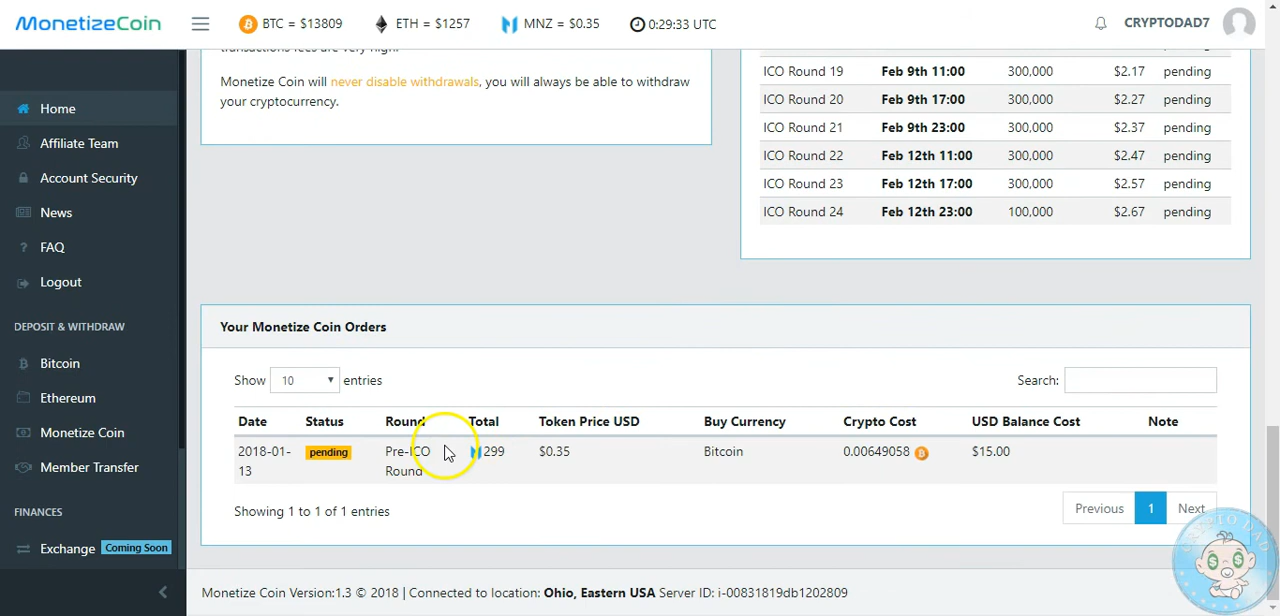 MonetizeCoin
BTC = $13809
ETH = $1257
MNZ = $0.35
0:29:33 UTC
CRYPTODAD7
Home
Affiliate Team
Account Security
News
FAQ
Logout
DEPOSIT & WITHDRAW
Bitcoin
Ethereum
Monetize Coin
Member Transfer
FINANCES
Exchange Coming Soon
Monetize Coin will never disable withdrawals, you will always be able to withdraw
your cryptocurrency.
ICO Round 19 Feb 9th 11:00 300,000 $2.17 pending
ICO Round 20 Feb 9th 17:00 300,000 $2.27 pending
ICO Round 21 Feb 9th 23:00 300,000 $2.37 pending
ICO Round 22 Feb 12th 11:00 300,000 $2.47 pending
ICO Round 23 Feb 12th 17:00 300,000 $2.57 pending
ICO Round 24 Feb 12th 23:00 100,000 $2.67 pending
Your Monetize Coin Orders
Show 10 entries
Search:
Date Status Round Total Token Price USD Buy Currency Crypto Cost USD Balance Cost Note
2018-01- pending Pre-ICO 299 $0.35 Bitcoin 0.00649058 $15.00
13 Round
Showing 1 to 1 of 1 entries
Previous 1 Next
CRYPTO DAD
Monetize Coin Version:1.3 © 2018 | Connected to location: Ohio, Eastern USA Server ID: i-00831819db1202809